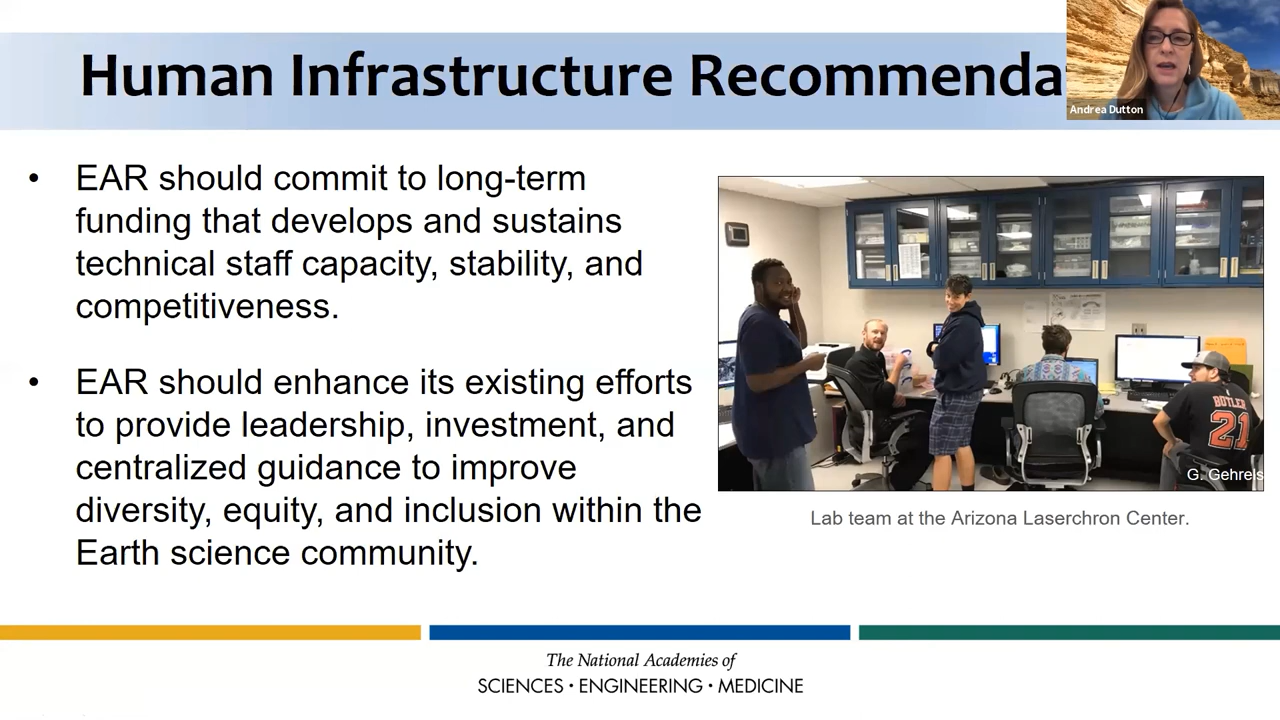 Human Infrastructure Recommenda
Andrea Dutton
• EAR should commit to long-term
funding that develops and sustains
technical staff capacity, stability, and
competitiveness.
• EAR should enhance its existing efforts
to provide leadership, investment, and
centralized guidance to improve
diversity, equity, and inclusion within the
Earth science community.
BUTLER
21
G. Gehrels
Lab team at the Arizona Laserchron Center.
The National Academies of
SCIENCES • ENGINEERING • MEDICINE